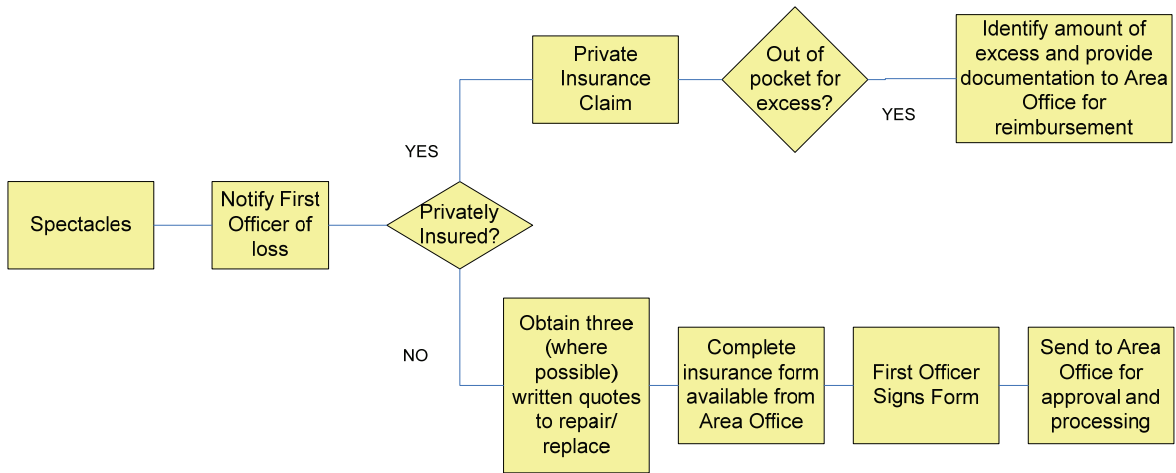 Spectacles
Notify First
Officer of
loss
Privately
Insured?
YES
Private
Insurance
Claim
Out of
pocket for
excess?
YES
Identify amount of
excess and provide
documentation to Area
Office for
reimbursement
NO
Obtain three
(where
possible)
written quotes
to repair/
replace
Complete
insurance form
available from
Area Office
First Officer
Signs Form
Send to Area
Office for
approval and
processing